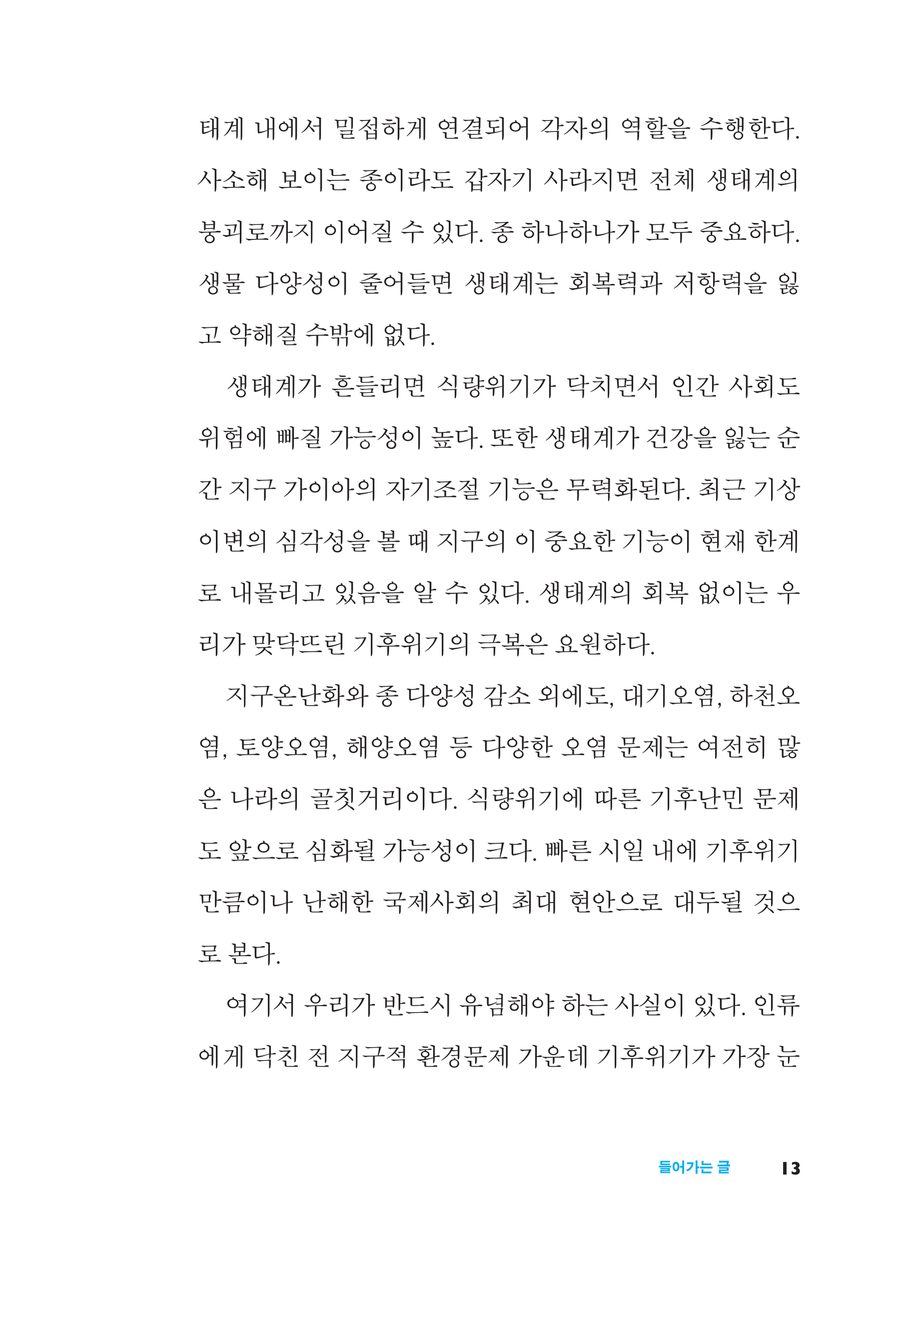 태계 내에서 밀접하게 연결되어 각자의 역할을 수행한다.
사소해 보이는 종이라도 갑자기 사라지면 전체 생태계의
붕괴로까지 이어질 수 있다. 종 하나하나가 모두 중요하다.
생물 다양성이 줄어들면 생태계는 회복력과 저항력을 잃
고 약해질 수밖에 없다.
생태계가 흔들리면 식량위기가 닥치면서 인간 사회도
위험에 빠질 가능성이 높다. 또한 생태계가 건강을 잃는 순
간 지구 가이아의 자기조절 기능은 무력화된다. 최근 기상
이변의 심각성을 볼 때 지구의 이 중요한 기능이 현재 한계
로 내몰리고 있음을 알 수 있다. 생태계의 회복 없이는 우
리가 맞닥뜨린 기후위기의 극복은 요원하다.
지구온난화와 종 다양성 감소 외에도, 대기오염, 하천오
염, 토양오염, 해양오염 등 다양한 오염 문제는 여전히 많
은 나라의 골칫거리이다. 식량위기에 따른 기후난민 문제
도 앞으로 심화될 가능성이 크다. 빠른 시일 내에 기후위기
만큼이나 난해한 국제사회의 최대 현안으로 대두될 것으
로 본다.
여기서 우리가 반드시 유념해야 하는 사실이 있다. 인류
에게 닥친 전 지구적 환경문제 가운데 기후위기가 가장 눈
들어가는 글 13